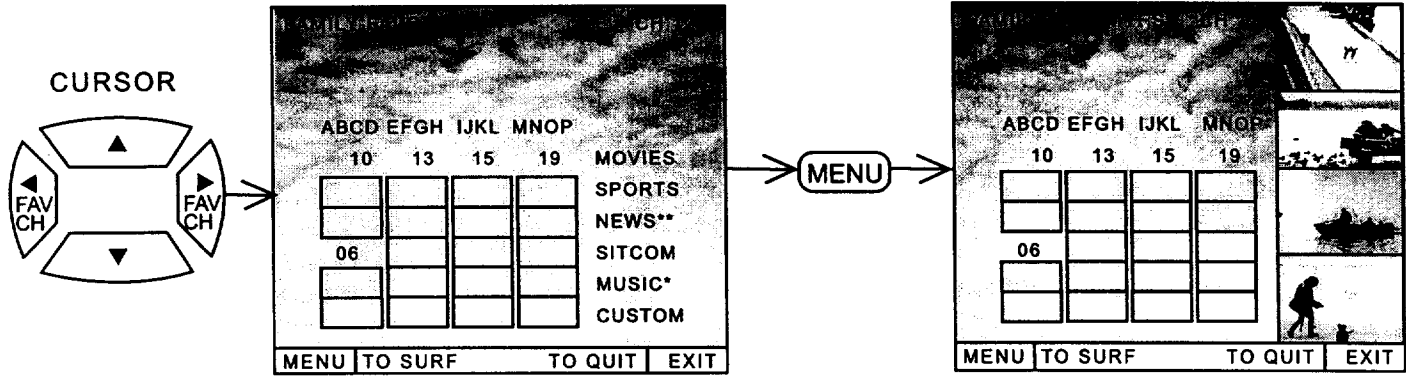 CURSOR
FAV CH
FAV CH
ABCD EFGH IJKL MNOP
10 13 15 19 MOVIES
SPORTS
NEWS**
06 SITCOM
MUSIC*
CUSTOM
MENU TO SURF TO QUIT EXIT
MENU
ABCD EFGH IJKL MNOP
10 13 15 19
06
MENU TO SURF TO QUIT EXIT